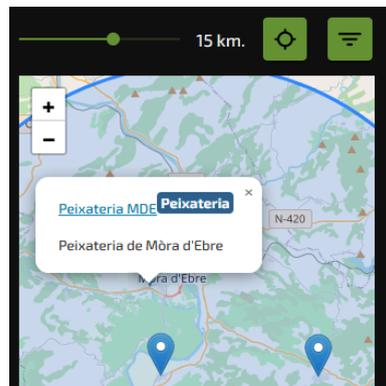 15 km.
+
−
×
Peixateria MDE Peixateria
N-420
Peixateria de Mòra d'Ebre
Móra d'Ebre